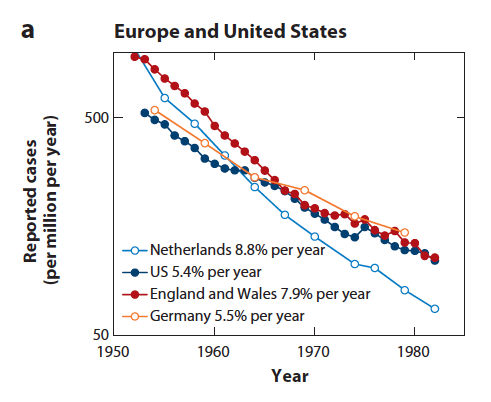 a
Europe and United States
Reported cases
(per million per year)
500
50
Netherlands 8.8% per year
US 5.4% per year
England and Wales 7.9% per year
Germany 5.5% per year
1950
1960
1970
1980
Year